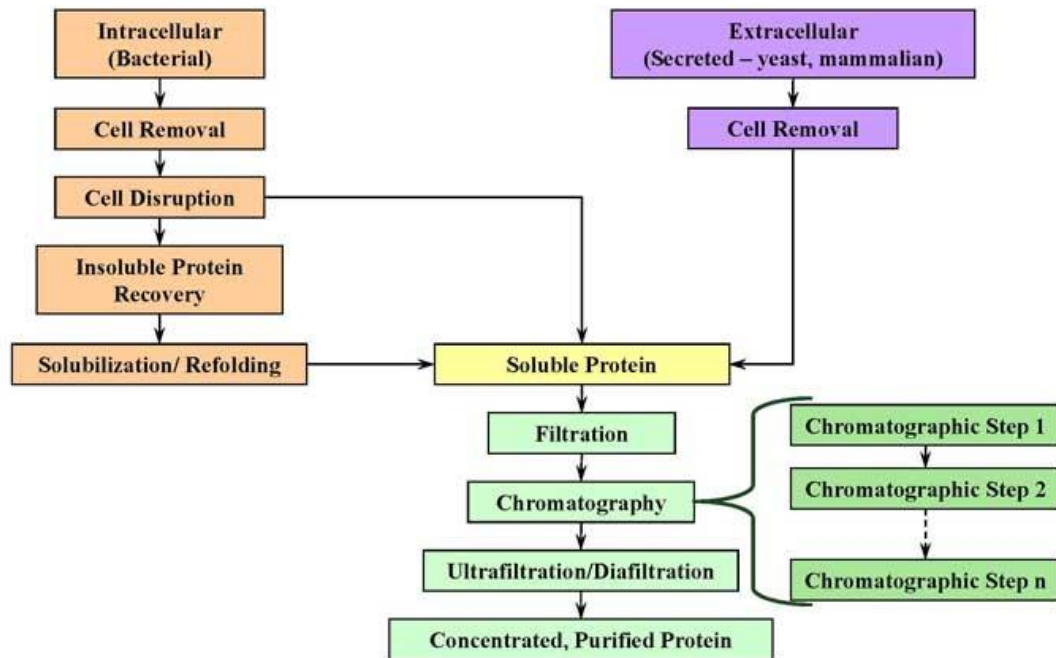 Intracellular
(Bacterial)
Extracellular
(Secreted – yeast, mammalian)
Cell Removal
Cell Removal
Cell Disruption
Insoluble Protein
Recovery
Solubilization/ Refolding
Soluble Protein
Filtration
Chromatography
Ultrafiltration/Diafiltration
Concentrated, Purified Protein
Chromatographic Step 1
Chromatographic Step 2
Chromatographic Step n